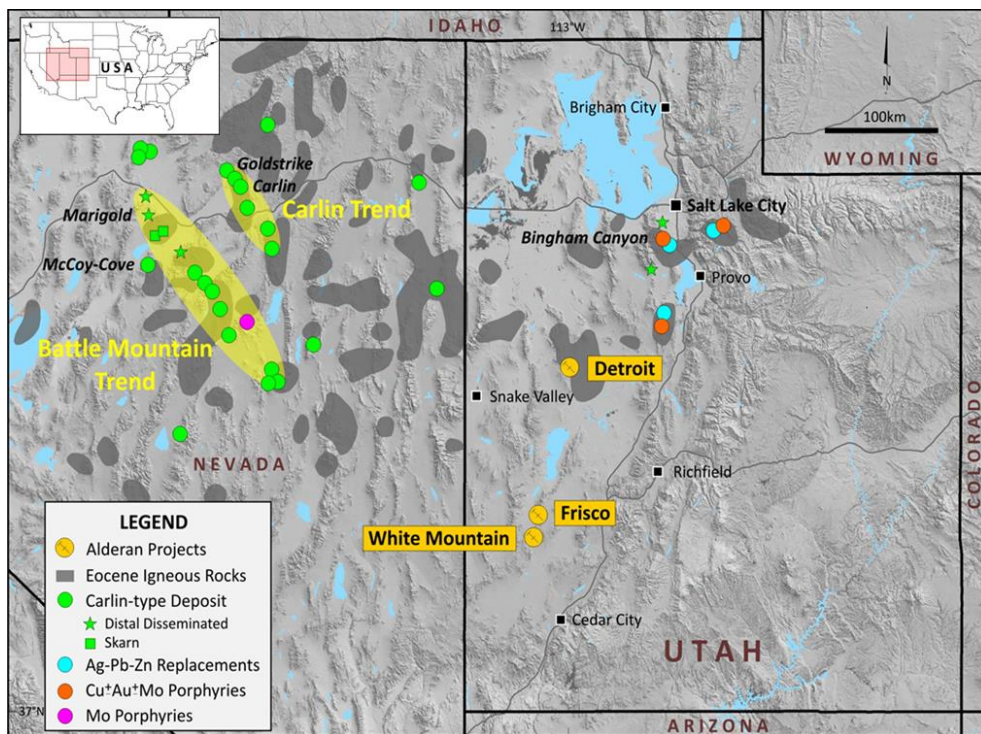 IDAHO
113°W
USA
N
100km
WYOMING
Brigham City
Goldstrike
Carlin
Carlin Trend
Marigold
Salt Lake City
Bingham Canyon
McCoy-Cove
Provo
Battle Mountain
Trend
Detroit
Snake Valley
COLORADO
NEVADA
Richfield
Frisco
White Mountain
Cedar City
UTAH
ARIZONA
37°N
LEGEND
Alderan Projects
Eocene Igneous Rocks
Carlin-type Deposit
Distal Disseminated
Skarn
Ag-Pb-Zn Replacements
Cu⁺Au⁺Mo Porphyries
Mo Porphyries